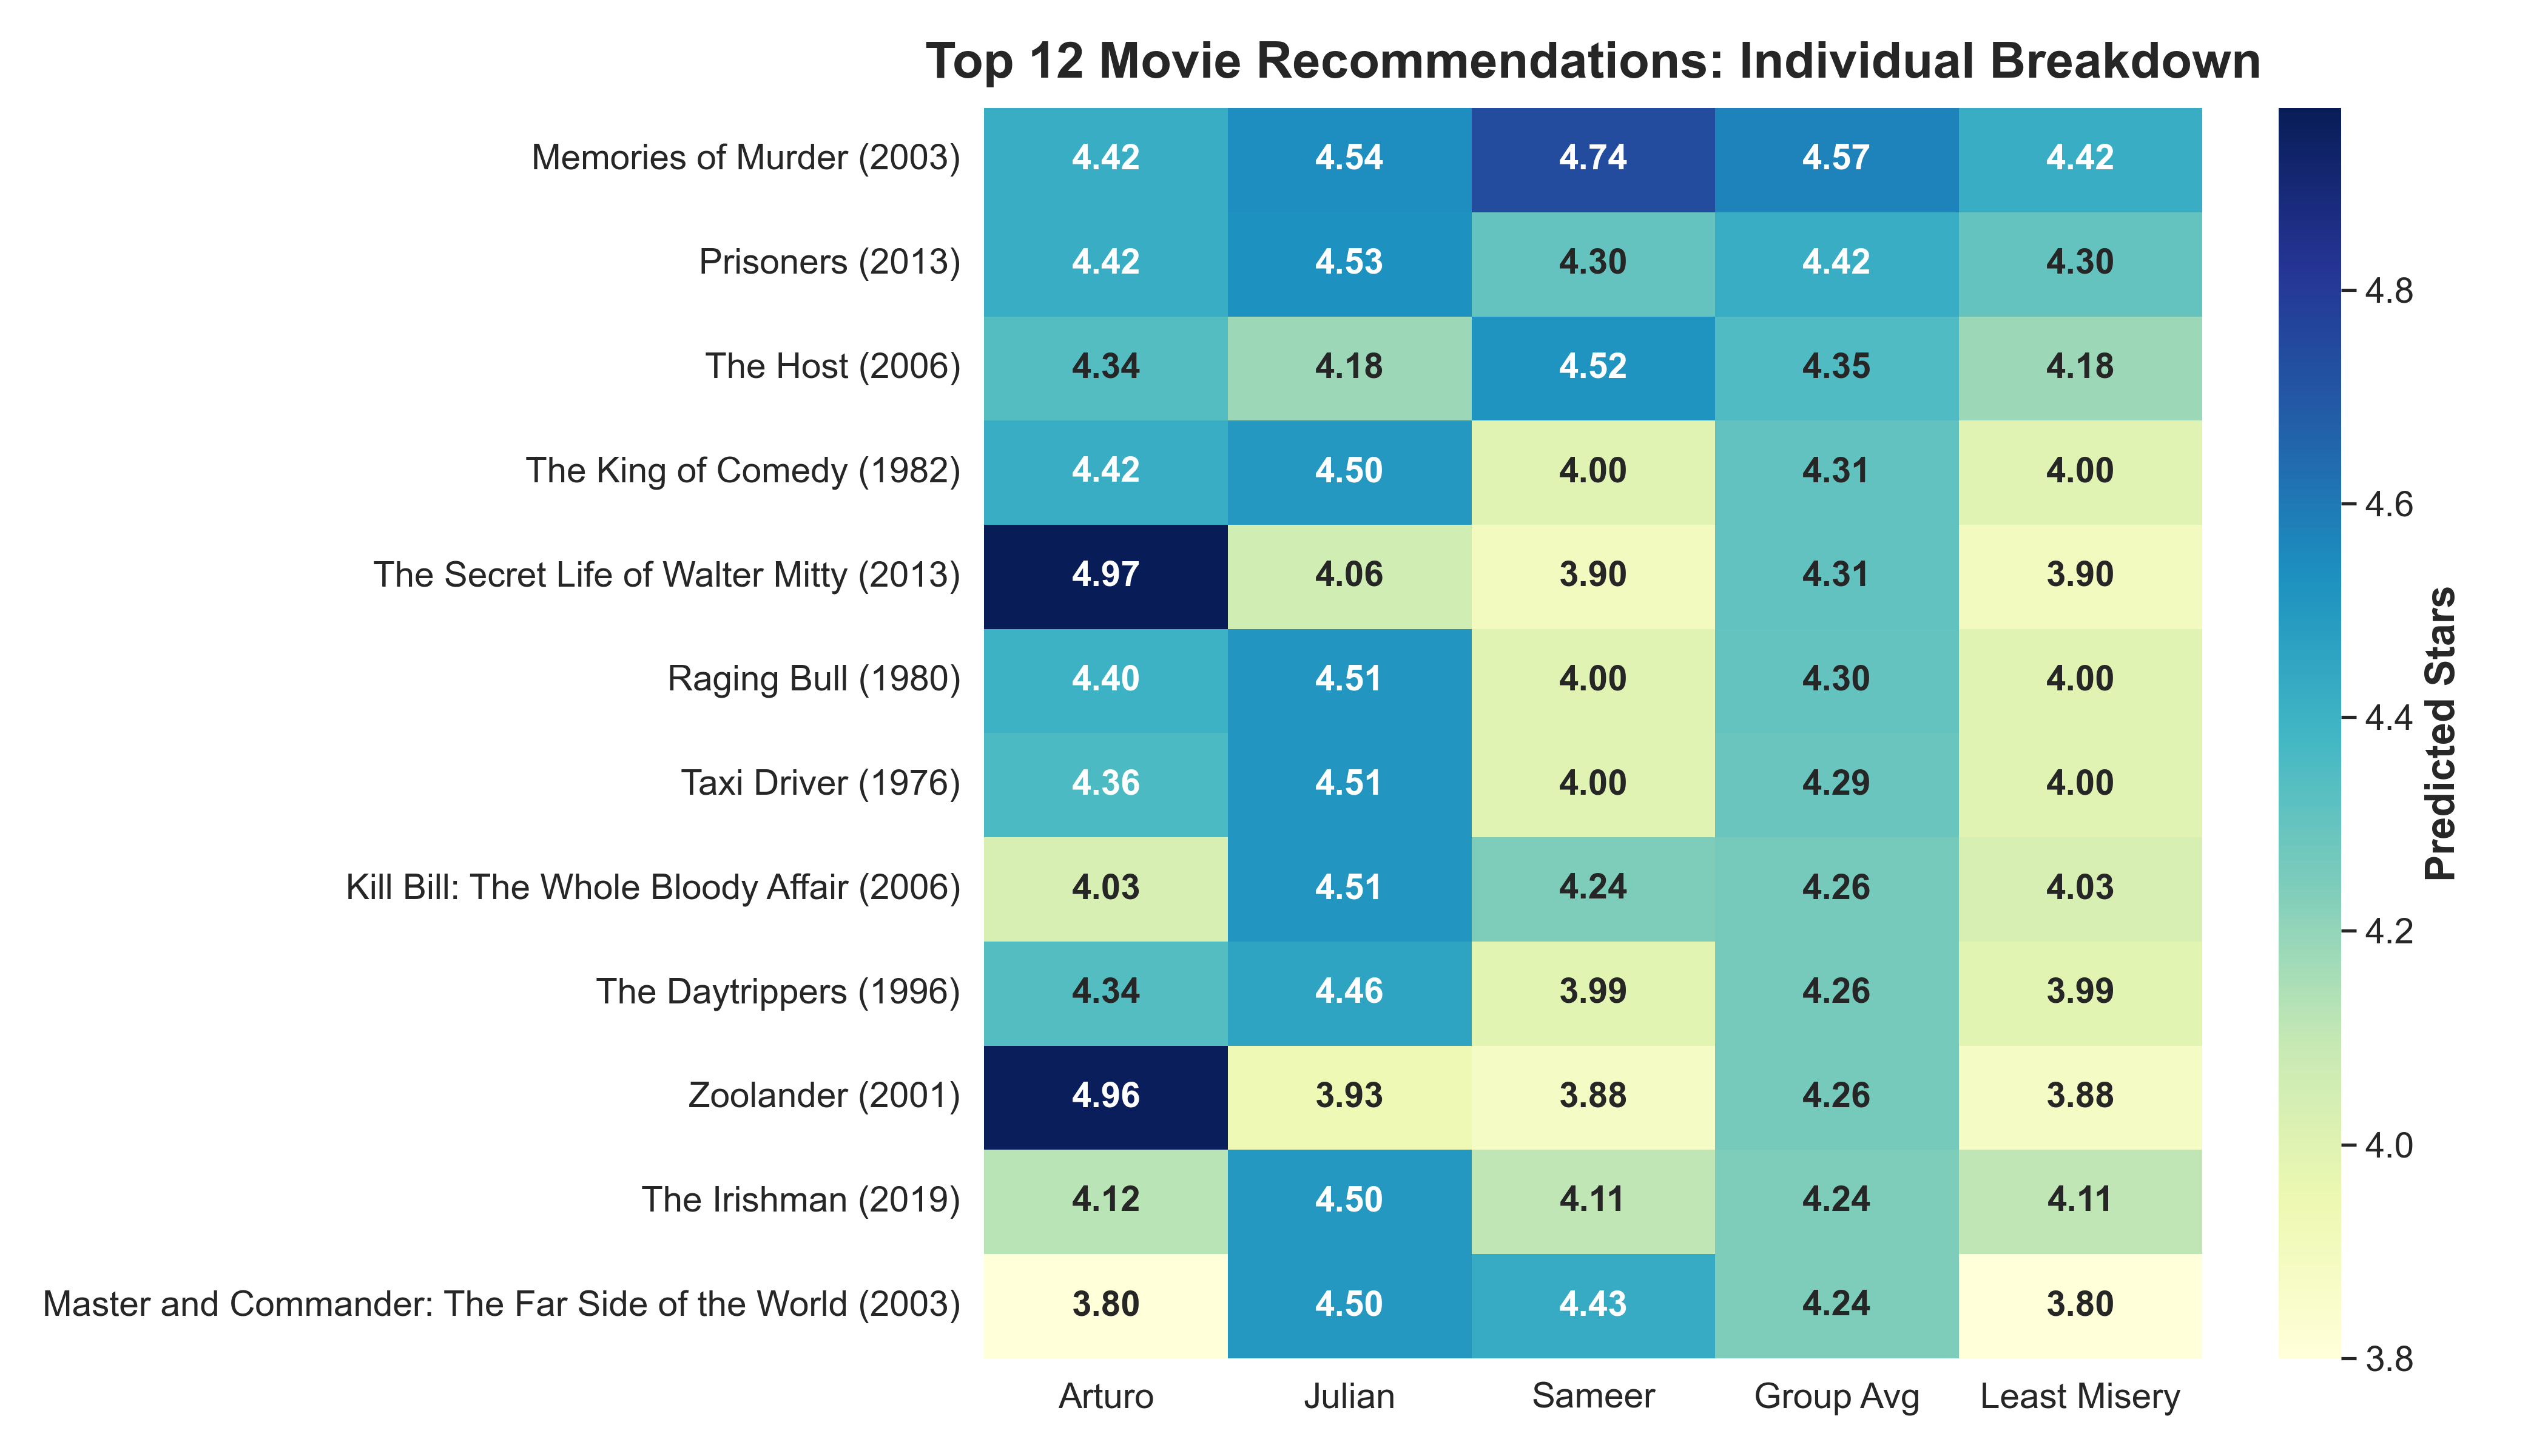 Top 12 Movie Recommendations: Individual Breakdown
Memories of Murder (2003) 4.42 4.54 4.74 4.57 4.42
Prisoners (2013) 4.42 4.53 4.30 4.42 4.30
The Host (2006) 4.34 4.18 4.52 4.35 4.18
The King of Comedy (1982) 4.42 4.50 4.00 4.31 4.00
The Secret Life of Walter Mitty (2013) 4.97 4.06 3.90 4.31 3.90
Raging Bull (1980) 4.40 4.51 4.00 4.30 4.00
Taxi Driver (1976) 4.36 4.51 4.00 4.29 4.00
Kill Bill: The Whole Bloody Affair (2006) 4.03 4.51 4.24 4.26 4.03
The Daytrippers (1996) 4.34 4.46 3.99 4.26 3.99
Zoolander (2001) 4.96 3.93 3.88 4.26 3.88
The Irishman (2019) 4.12 4.50 4.11 4.24 4.11
Master and Commander: The Far Side of the World (2003) 3.80 4.50 4.43 4.24 3.80
Arturo Julian Sameer Group Avg Least Misery
4.8
4.6
4.4
4.2
4.0
3.8
Predicted Stars